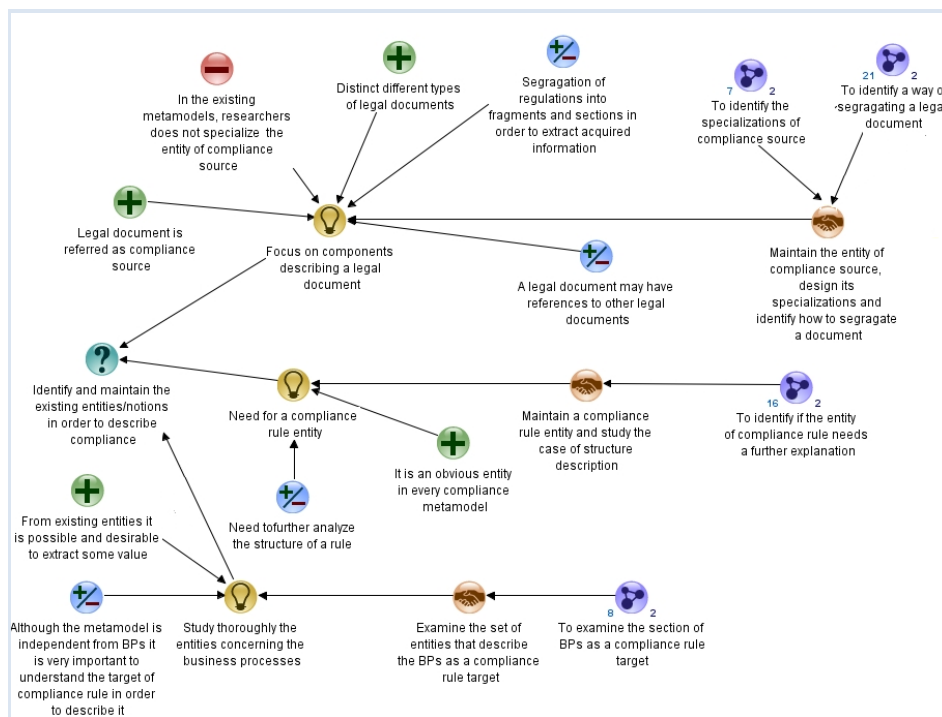 In the existing
metamodels, researchers
does not specialize the
entity of compliance
source
Distinct different types
of legal documents
Segragation of
regulations into
fragments and sections in
order to extract acquired
information
7 2
To identify the
specializations of
compliance source
21 2
To identify a way o
segragating a lega
document
Legal document is
referred as compliance
source
Focus on components
describing a legal
document
A legal document may have
references to other legal
documents
Maintain the entity of
compliance source,
design its
specializations and
identify how to segragate
a document
?
Identify and maintain the
existing entities/notions
in order to describe
compliance
Need for a compliance
rule entity
Maintain a compliance
rule entity and study the
case of structure
description
16 2
To identify if the entity
of compliance rule needs
a further explanation
It is an obvious entity
in every compliance
metamodel
From existing entities it
is possible and desirable
to extract some value
Need tofurther analyze
the structure of a rule
Although the metamodel is
independent from BPs it
is very important to
understand the target of
compliance rule in order
to describe it
Study thoroughly the
entities concerning the
business processes
Examine the set of
entities that describe
the BPs as a compliance
rule target
8 2
To examine the section of
BPs as a compliance rule
target